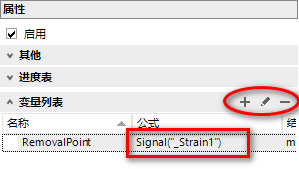 属性
启用
其他
进度表
变量列表
名称 公式 结
RemovalPoint Signal("_Strain1") m